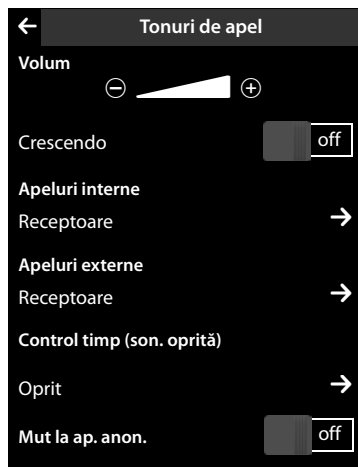 Tonuri de apel
Volum
Crescendo off
Apeluri interne
Receptoare
Apeluri externe
Receptoare
Control timp (son. oprită)
Oprit
Mut la ap. anon. off